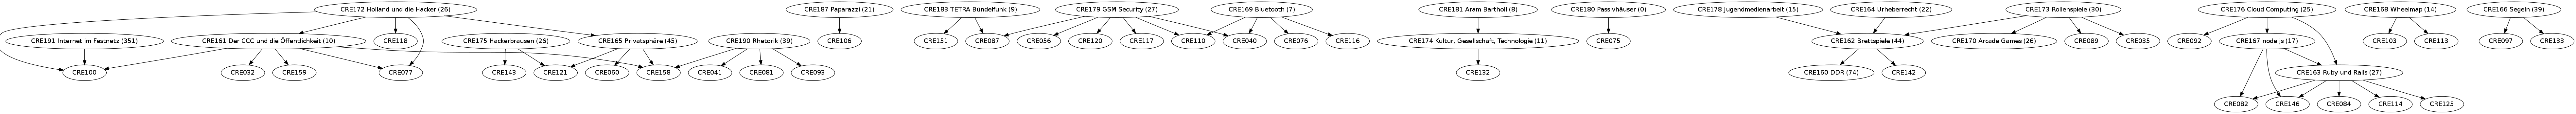 CRE172 Holland und die Hacker (26)
CRE187 Paparazzi (21)
CRE183 TETRA Bündelfunk (9)
CRE179 GSM Security (27)
CRE169 Bluetooth (7)
CRE181 Aram Bartholl (8)
CRE180 Passivhäuser (0)
CRE178 Jugendmedienarbeit (15)
CRE164 Urheberrecht (22)
CRE173 Rollenspiele (30)
CRE176 Cloud Computing (25)
CRE168 Wheelmap (14)
CRE166 Segeln (39)
CRE191 Internet im Festnetz (351)
CRE161 Der CCC und die Öffentlichkeit (10)
CRE118
CRE175 Hackerbrausen (26)
CRE165 Privatsphäre (45)
CRE190 Rhetorik (39)
CRE106
CRE151
CRE087
CRE056
CRE120
CRE117
CRE110
CRE040
CRE076
CRE116
CRE174 Kultur, Gesellschaft, Technologie (11)
CRE075
CRE162 Brettspiele (44)
CRE170 Arcade Games (26)
CRE089
CRE035
CRE092
CRE167 node.js (17)
CRE103
CRE113
CRE097
CRE133
CRE100
CRE032
CRE159
CRE077
CRE143
CRE121
CRE060
CRE158
CRE041
CRE081
CRE093
CRE132
CRE160 DDR (74)
CRE142
CRE163 Ruby und Rails (27)
CRE082
CRE146
CRE084
CRE114
CRE125